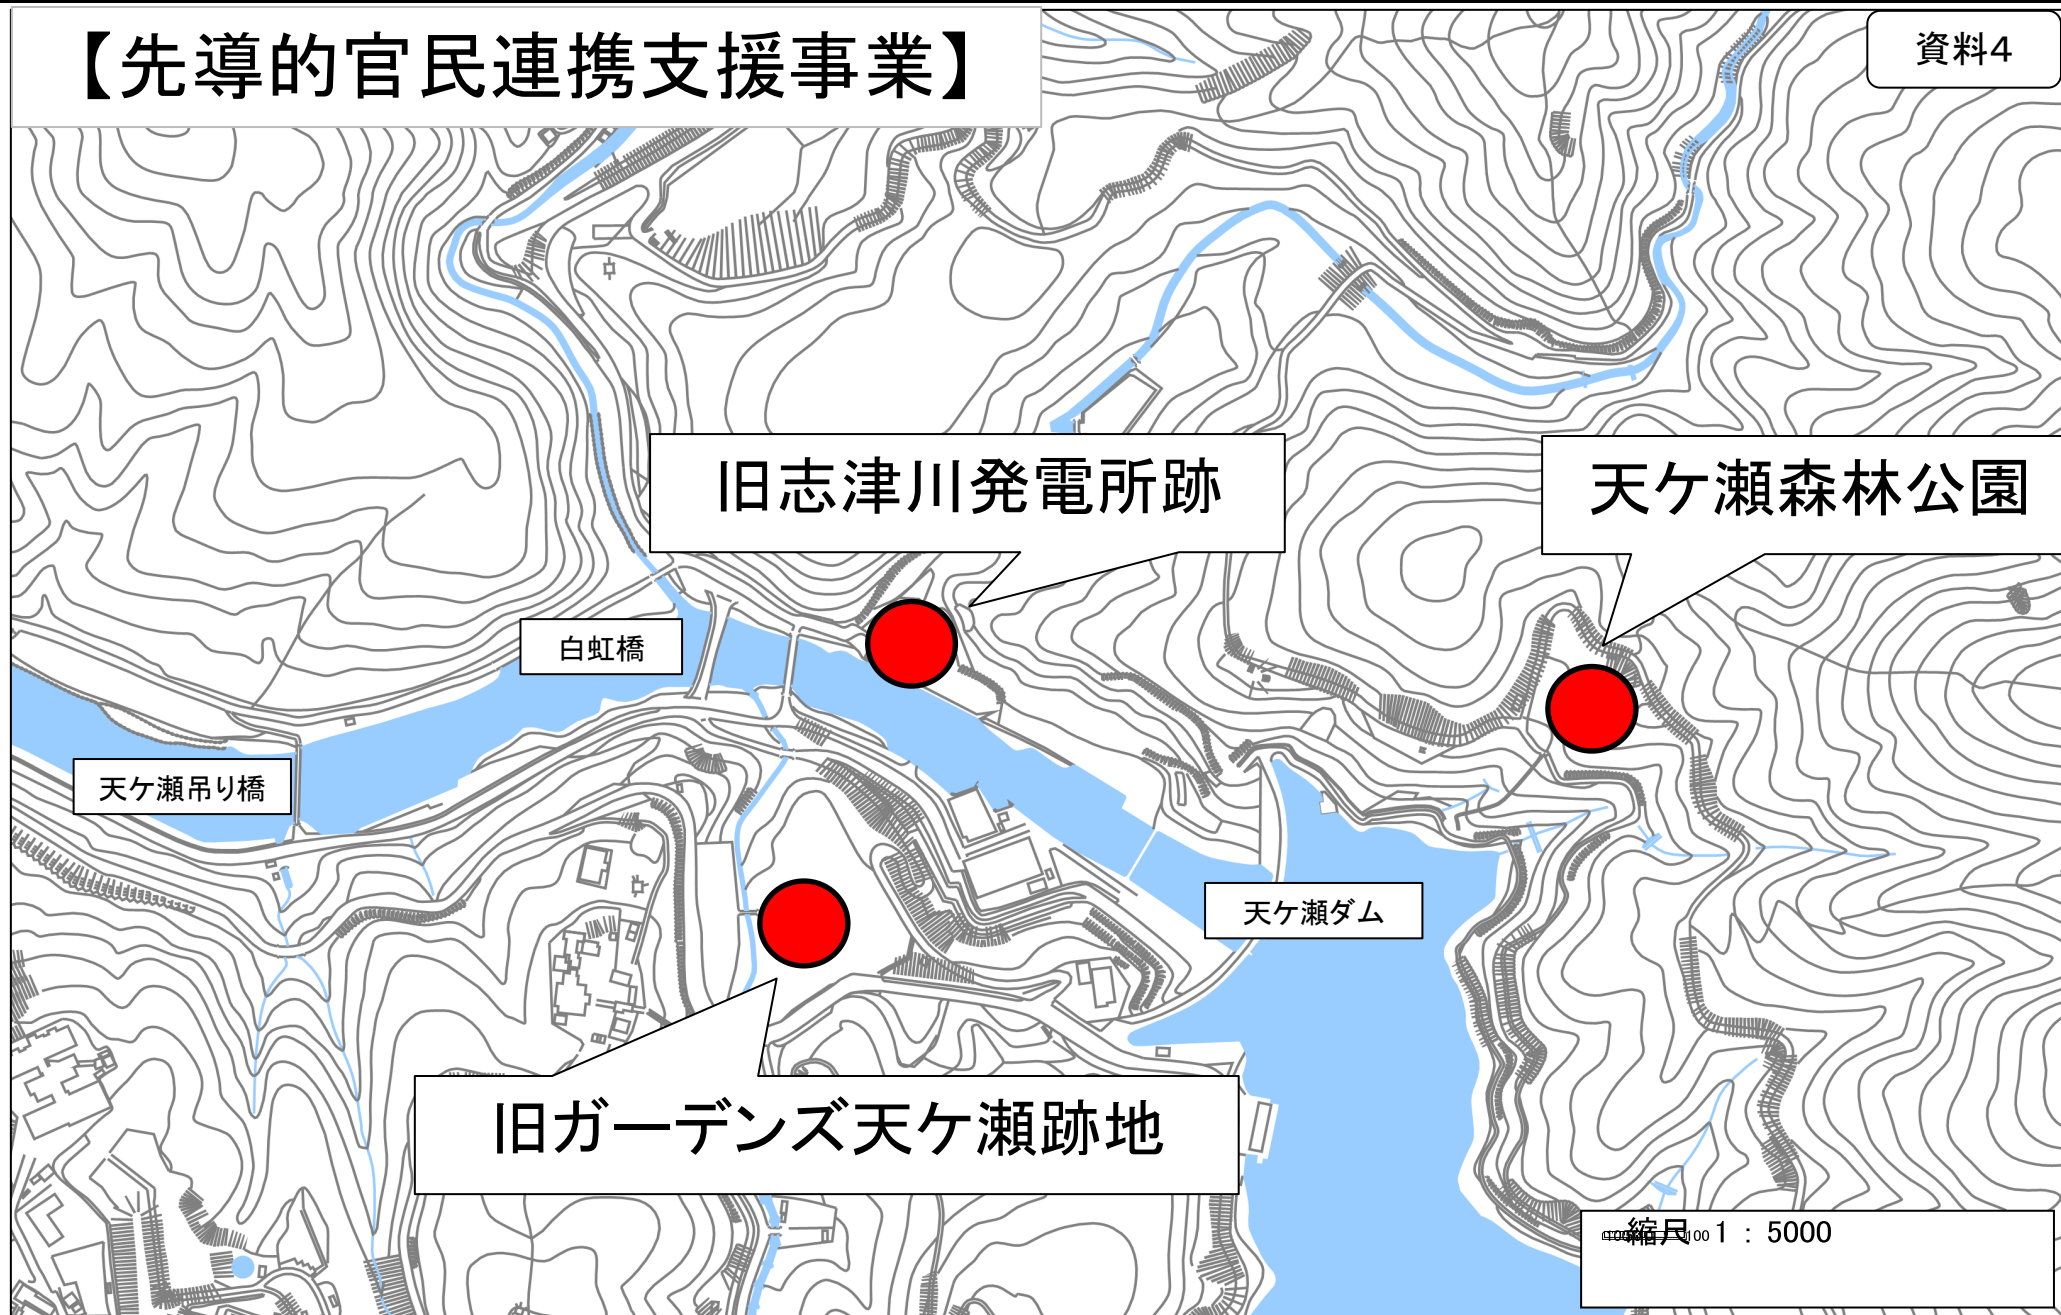 【先導的官民連携支援事業】
資料4
旧志津川発電所跡
天ケ瀬森林公園
白虹橋
天ケ瀬吊り橋
天ケ瀬ダム
旧ガーデンズ天ケ瀬跡地
縮尺 1 : 5000